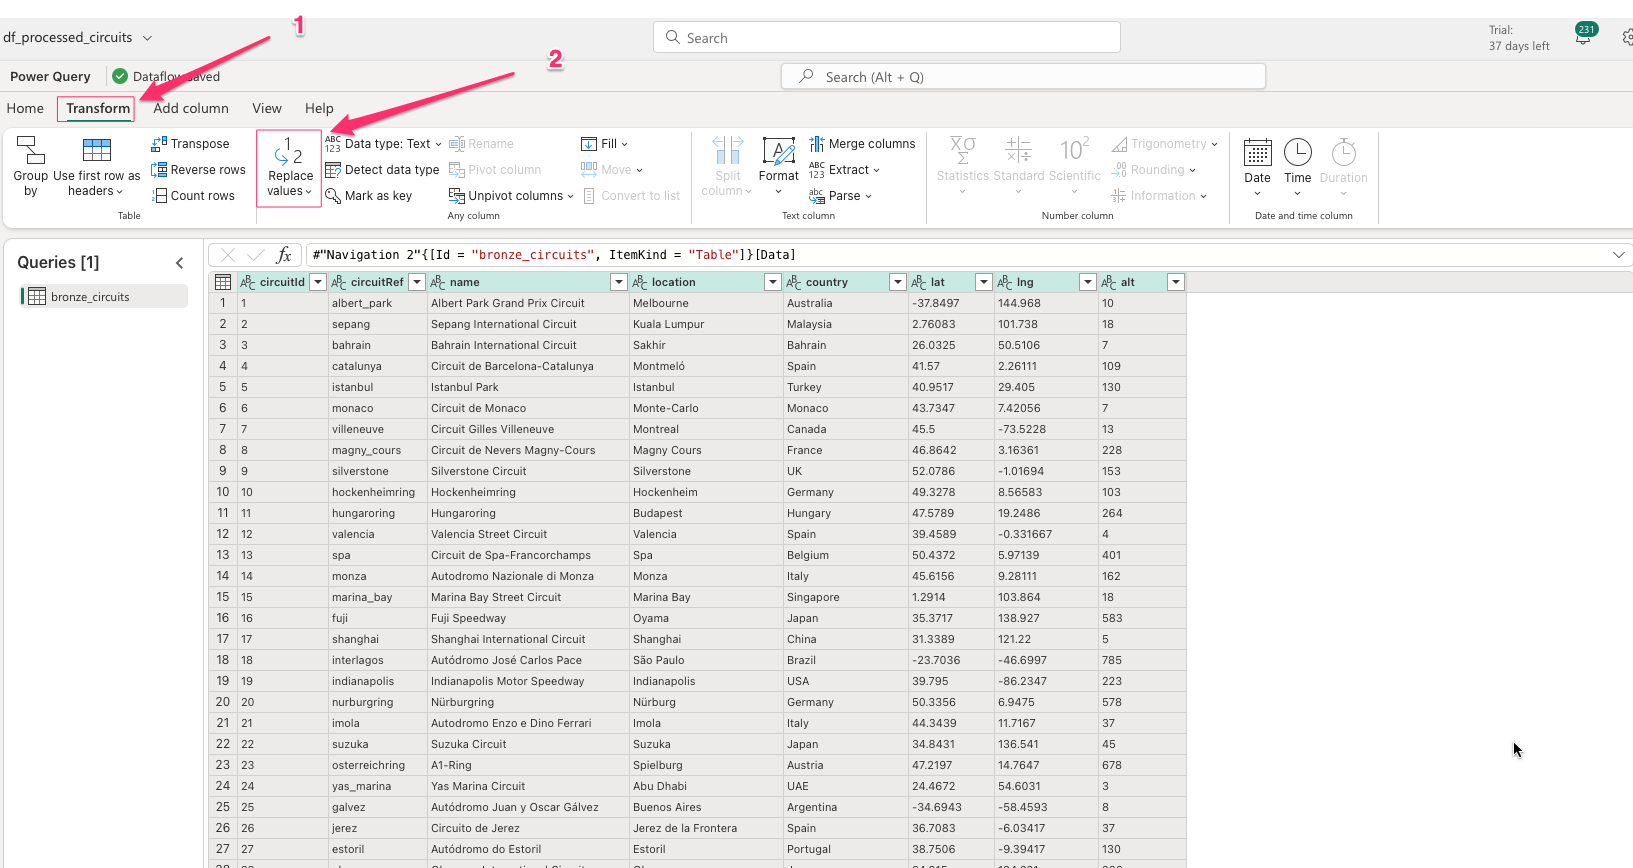 1
df_processed_circuits
Search
Trial:
37 days left
231
2
Power Query
Dataflow saved
Search (Alt + Q)
Home Transform Add column View Help
Group by
Use first row as headers
Transpose
Reverse rows
Count rows
Table
1 2
Replace values
ABC 123 Data type: Text
Detect data type
Mark as key
Rename
Pivot column
Unpivot columns
Fill
Move
Convert to list
Any column
ABC
Split column
Format
Merge columns
ABC 123 Extract
abc Parse
Text column
Statistics
Standard
10² Scientific
Trigonometry
.00 Rounding
Information
Number column
Date
Time
Duration
Date and time column
Queries [1]
bronze_circuits
fx #"Navigation 2"{[Id = "bronze_circuits", ItemKind = "Table"]}[Data]
circuitId circuitRef name location country lat lng alt
1 1 albert_park Albert Park Grand Prix Circuit Melbourne Australia -37.8497 144.968 10
2 2 sepang Sepang International Circuit Kuala Lumpur Malaysia 2.76083 101.738 18
3 3 bahrain Bahrain International Circuit Sakhir Bahrain 26.0325 50.5106 7
4 4 catalunya Circuit de Barcelona-Catalunya Montmeló Spain 41.57 2.26111 109
5 5 istanbul Istanbul Park Istanbul Turkey 40.9517 29.405 130
6 6 monaco Circuit de Monaco Monte-Carlo Monaco 43.7347 7.42056 7
7 7 villeneuve Circuit Gilles Villeneuve Montreal Canada 45.5 -73.5228 13
8 8 magny_cours Circuit de Nevers Magny-Cours Magny Cours France 46.8642 3.16361 228
9 9 silverstone Silverstone Circuit Silverstone UK 52.0786 -1.01694 153
10 10 hockenheimring Hockenheimring Hockenheim Germany 49.3278 8.56583 103
11 11 hungaroring Hungaroring Budapest Hungary 47.5789 19.2486 264
12 12 valencia Valencia Street Circuit Valencia Spain 39.4589 -0.331667 4
13 13 spa Circuit de Spa-Francorchamps Spa Belgium 50.4372 5.97139 401
14 14 monza Autodromo Nazionale di Monza Monza Italy 45.6156 9.28111 162
15 15 marina_bay Marina Bay Street Circuit Marina Bay Singapore 1.2914 103.864 18
16 16 fuji Fuji Speedway Oyama Japan 35.3717 138.927 583
17 17 shanghai Shanghai International Circuit Shanghai China 31.3389 121.22 5
18 18 interlagos Autódromo José Carlos Pace São Paulo Brazil -23.7036 -46.6997 785
19 19 indianapolis Indianapolis Motor Speedway Indianapolis USA 39.795 -86.2347 223
20 20 nurburgring Nürburgring Nürburg Germany 50.3356 6.9475 578
21 21 imola Autodromo Enzo e Dino Ferrari Imola Italy 44.3439 11.7167 37
22 22 suzuka Suzuka Circuit Suzuka Japan 34.8431 136.541 45
23 23 osterreichring A1-Ring Spielburg Austria 47.2197 14.7647 678
24 24 yas_marina Yas Marina Circuit Abu Dhabi UAE 24.4672 54.6031 3
25 25 galvez Autódromo Juan y Oscar Gálvez Buenos Aires Argentina -34.6943 -58.4593 8
26 26 jerez Circuito de Jerez Jerez de la Frontera Spain 36.7083 -6.03417 37
27 27 estoril Autódromo do Estoril Estoril Portugal 38.7506 -9.39417 130